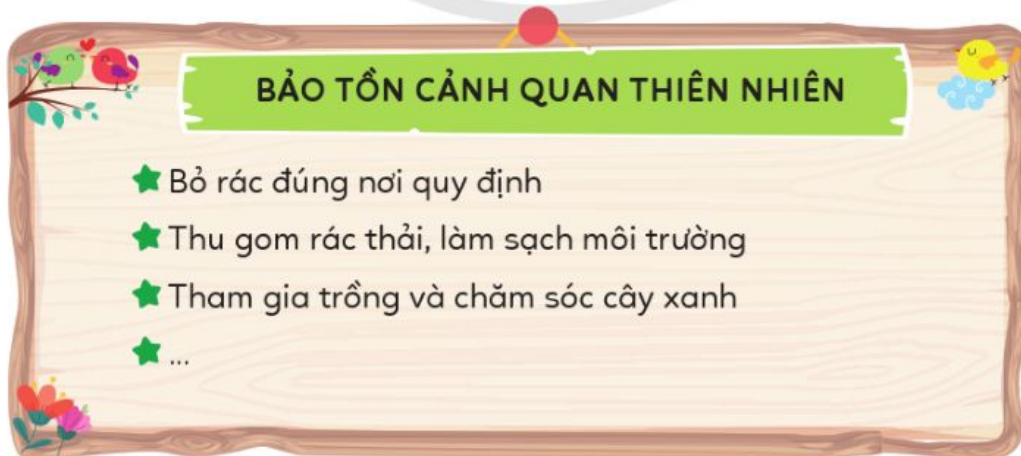 BẢO TỒN CẢNH QUAN THIÊN NHIÊN
Bỏ rác đúng nơi quy định
Thu gom rác thải, làm sạch môi trường
Tham gia trồng và chăm sóc cây xanh
...